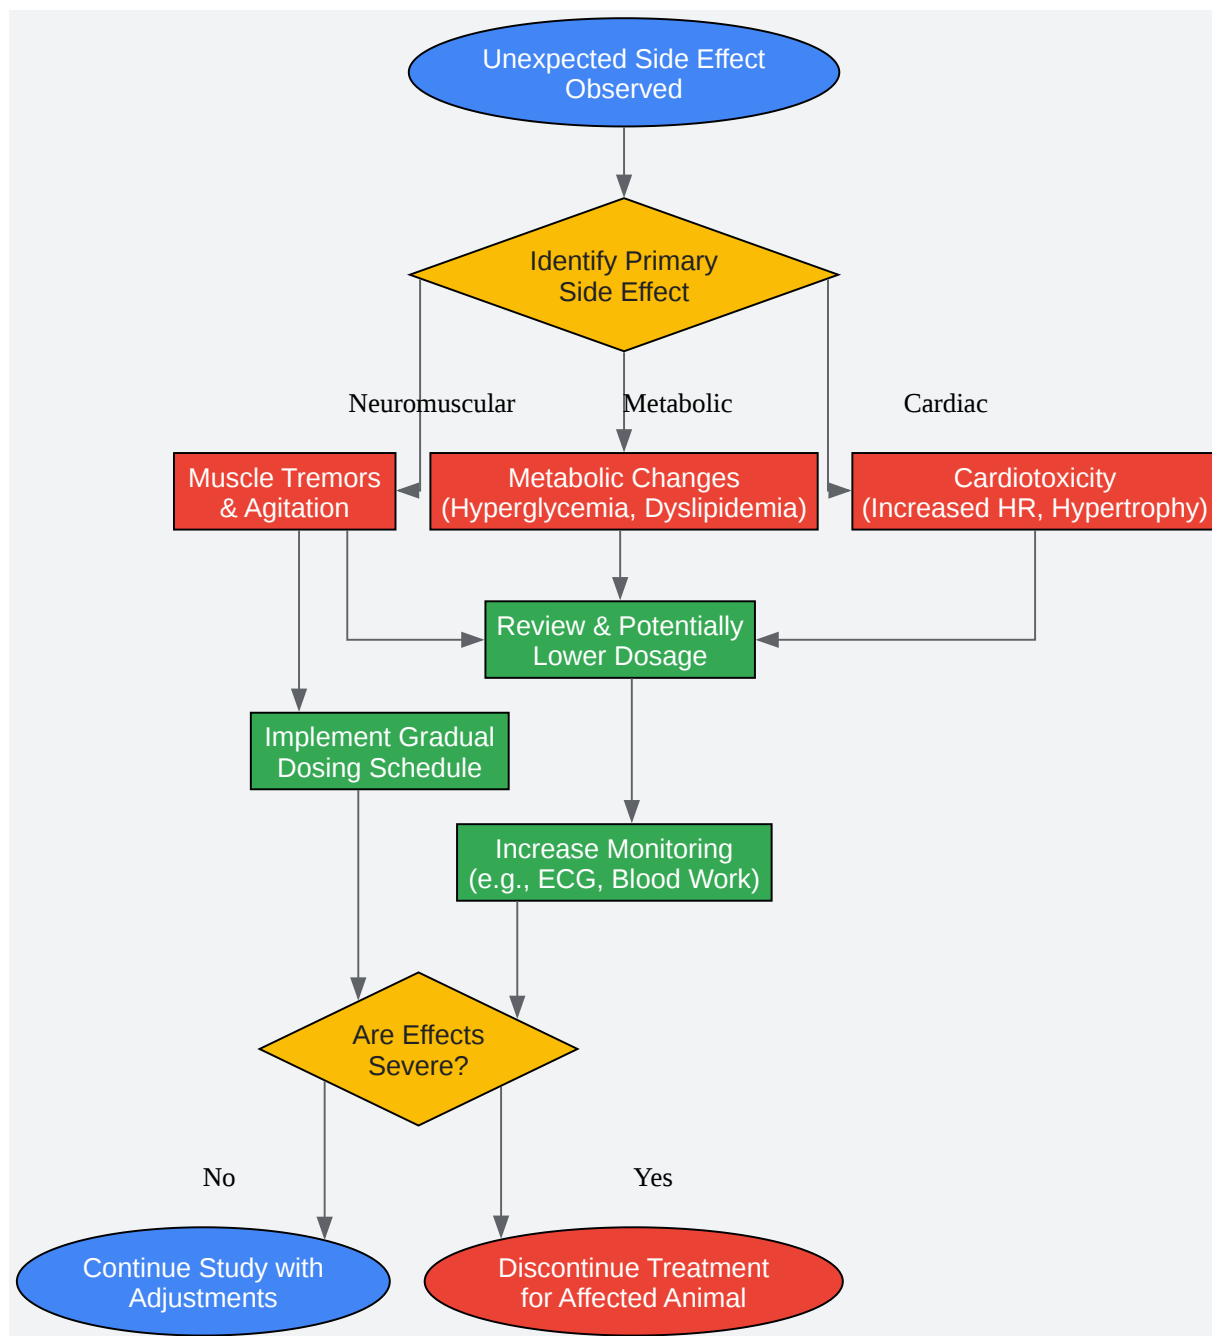 Unexpected Side Effect
Observed
Identify Primary
Side Effect
Neuromuscular
Metabolic
Cardiac
Muscle Tremors
& Agitation
Metabolic Changes
(Hyperglycemia, Dyslipidemia)
Cardiotoxicity
(Increased HR, Hypertrophy)
Review & Potentially
Lower Dosage
Implement Gradual
Dosing Schedule
Increase Monitoring
(e.g., ECG, Blood Work)
Are Effects
Severe?
No
Yes
Continue Study with
Adjustments
Discontinue Treatment
for Affected Animal